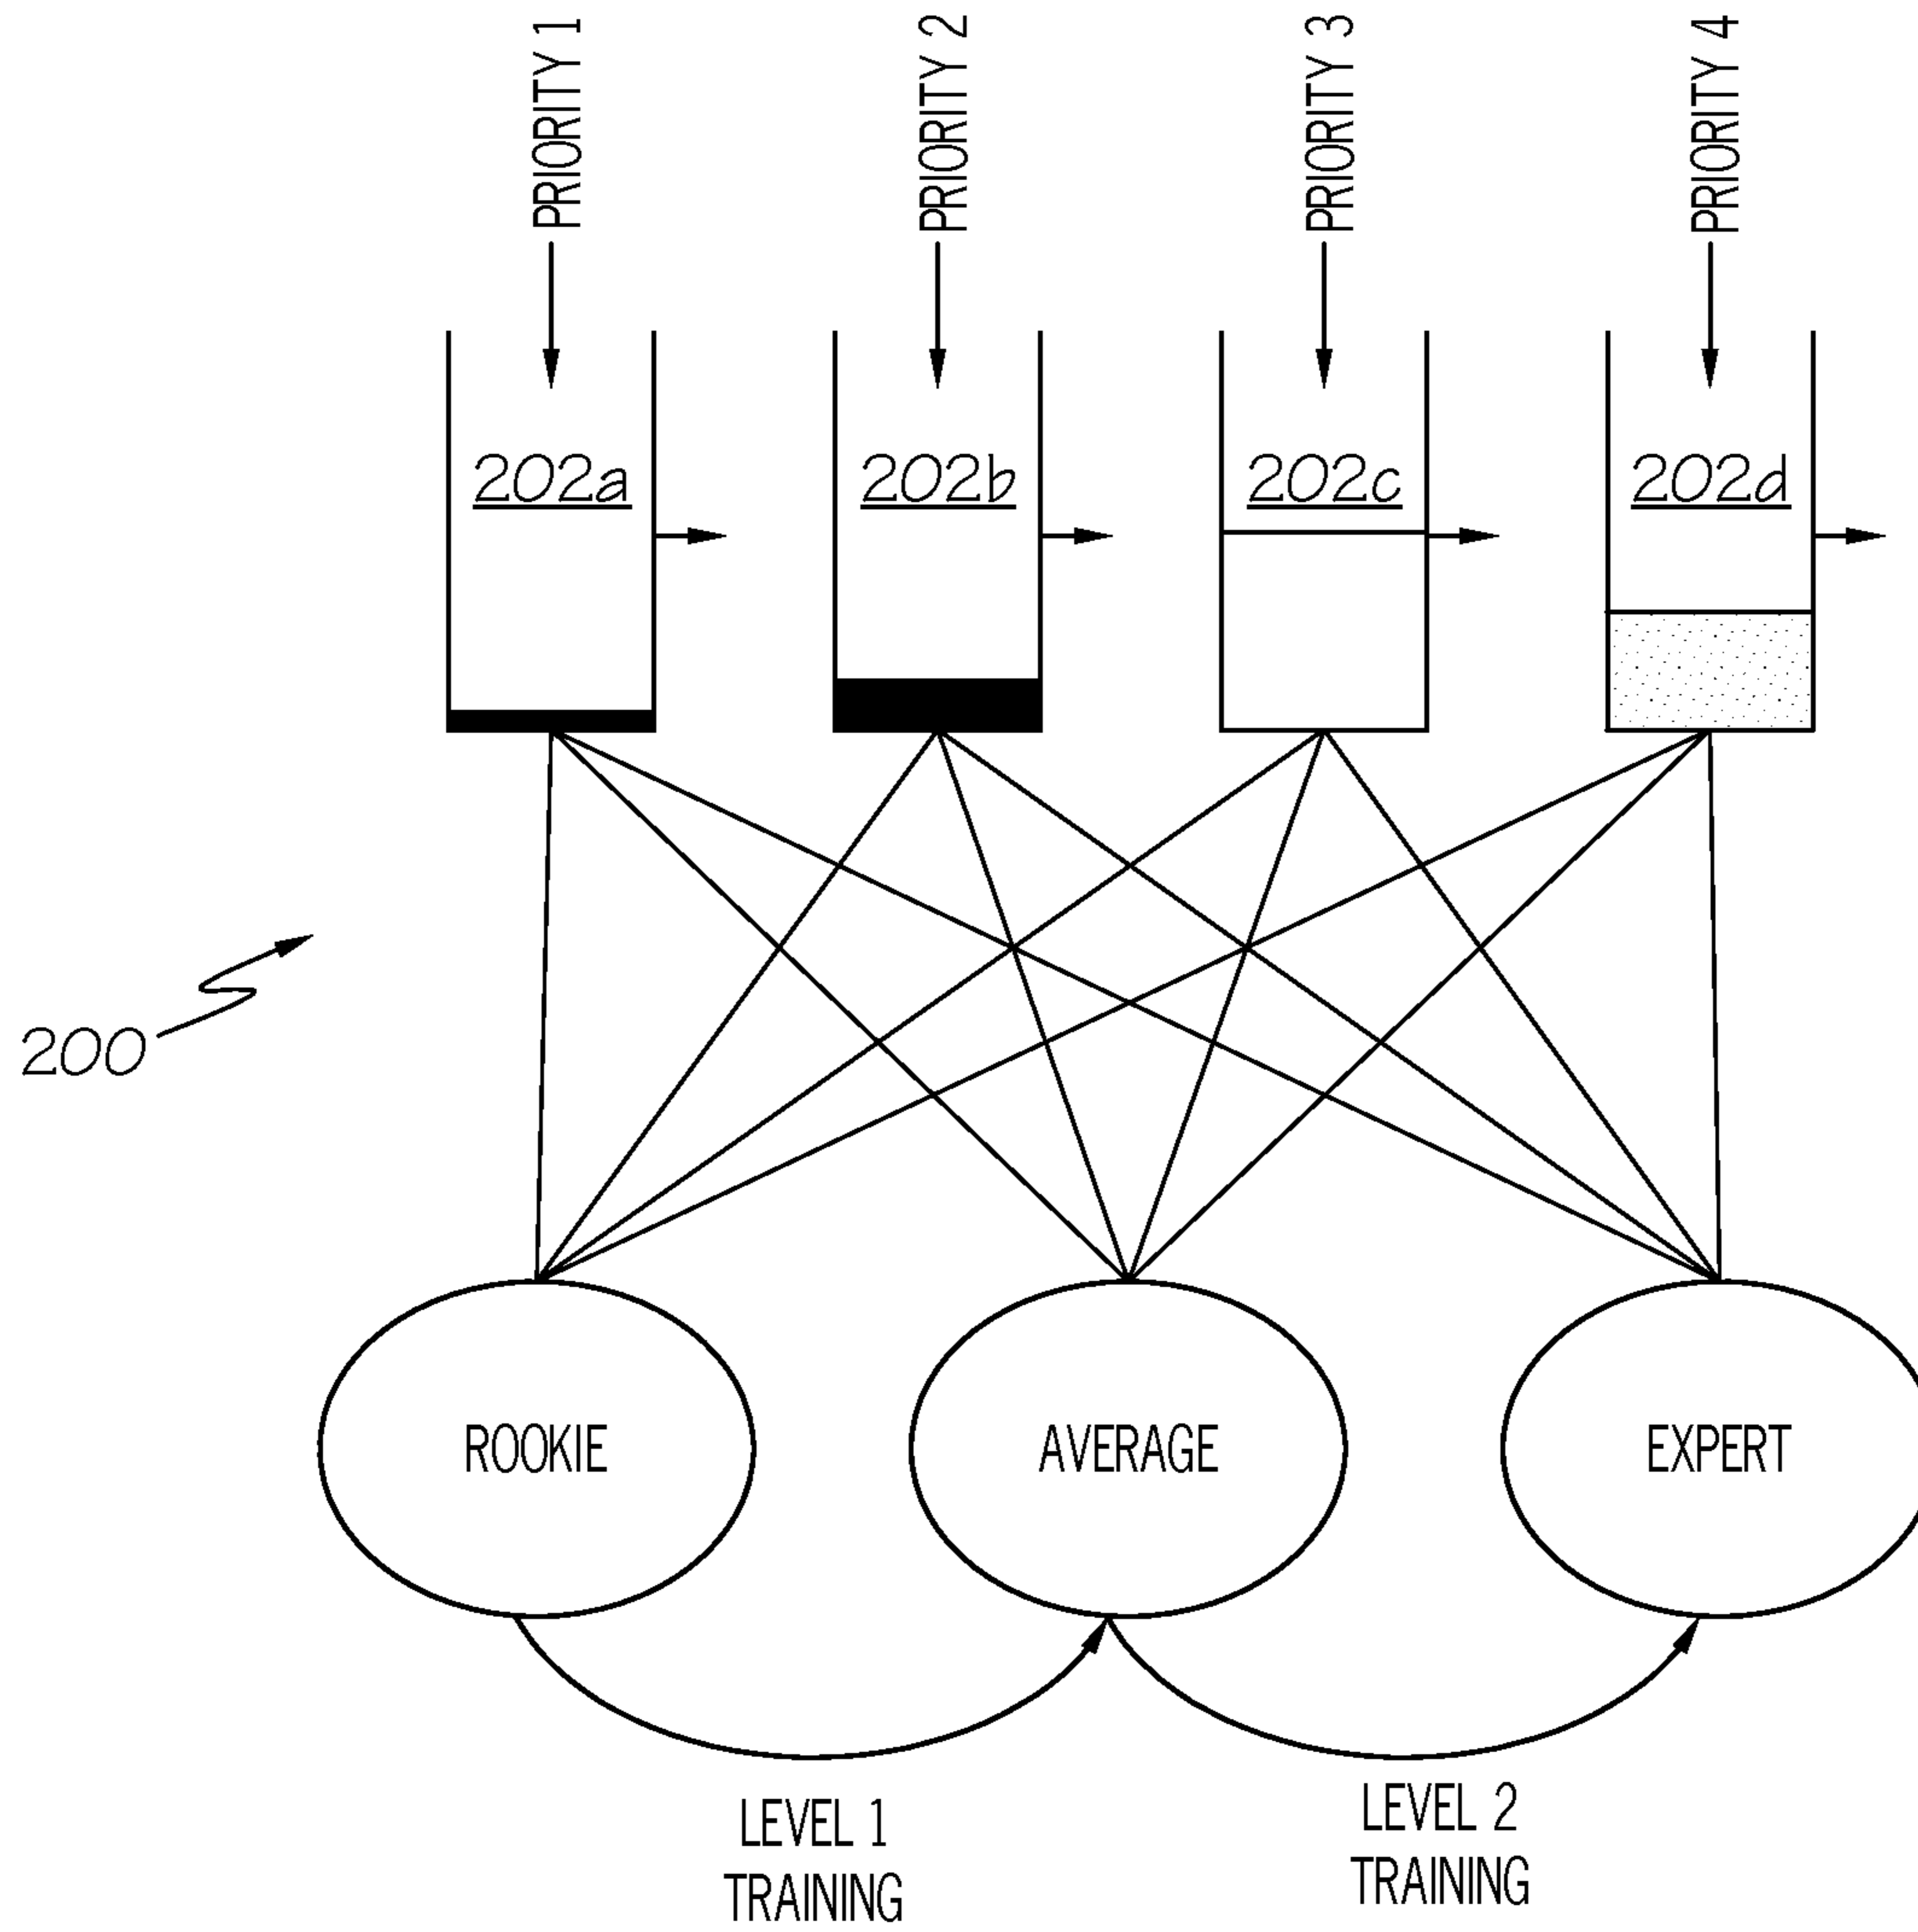 PRIORITY 1
PRIORITY 2
PRIORITY 3
PRIORITY 4
202a
202b
202c
202d
200
ROOKIE
AVERAGE
EXPERT
LEVEL 1
TRAINING
LEVEL 2
TRAINING